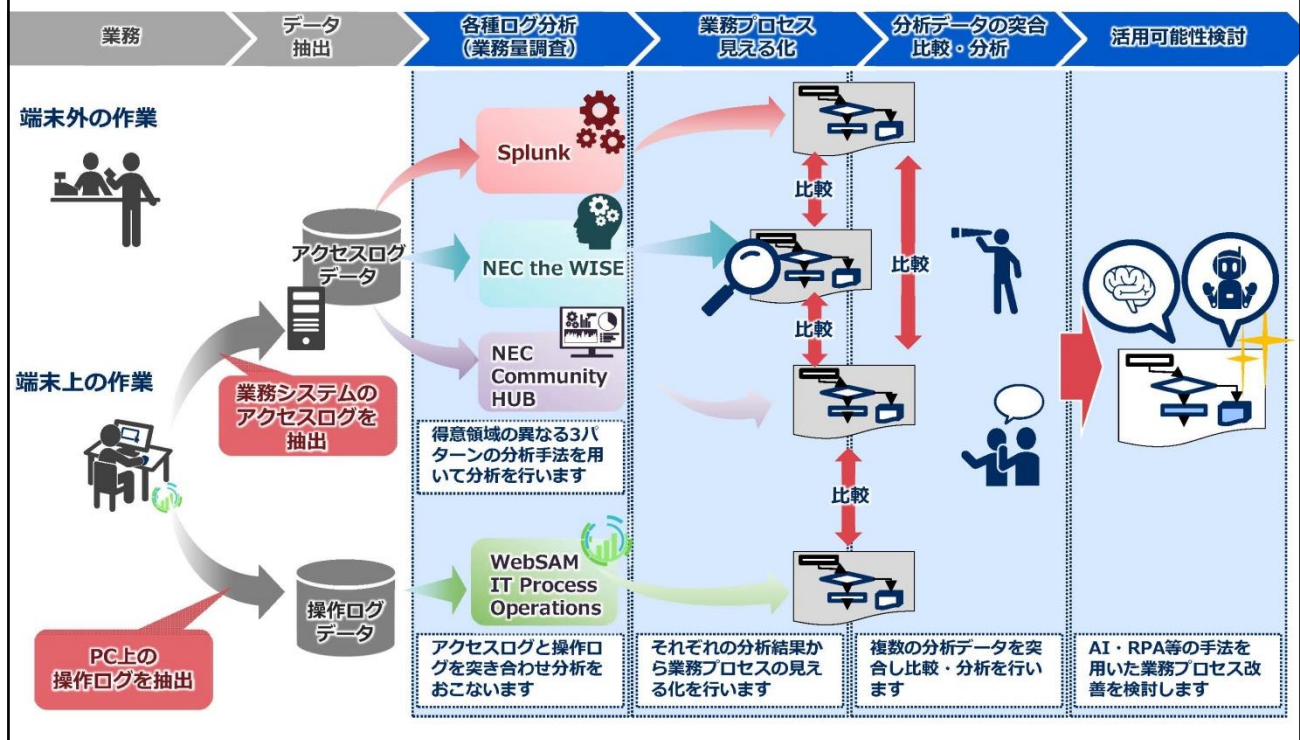 業務
データ
抽出
各種ログ分析
(業務量調査)
業務プロセス
見える化
分析データの突合
比較・分析
活用可能性検討
端末外の作業
端末上の作業
業務システムの
アクセスログを
抽出
PC上の
操作ログを抽出
アクセスログ
データ
操作ログ
データ
Splunk
NEC the WISE
NEC
Community
HUB
得意領域の異なる3パ
ターンの分析手法を用
いて分析を行います
WebSAM
IT Process
Operations
アクセスログと操作ロ
グを突き合わせ分析を
おこないます
比較
比較
比較
比較
それぞれの分析結果か
ら業務プロセスの見え
る化を行います
複数の分析データを突
合し比較・分析を行い
ます
AI・RPA等の手法を
用いた業務プロセス改
善を検討します